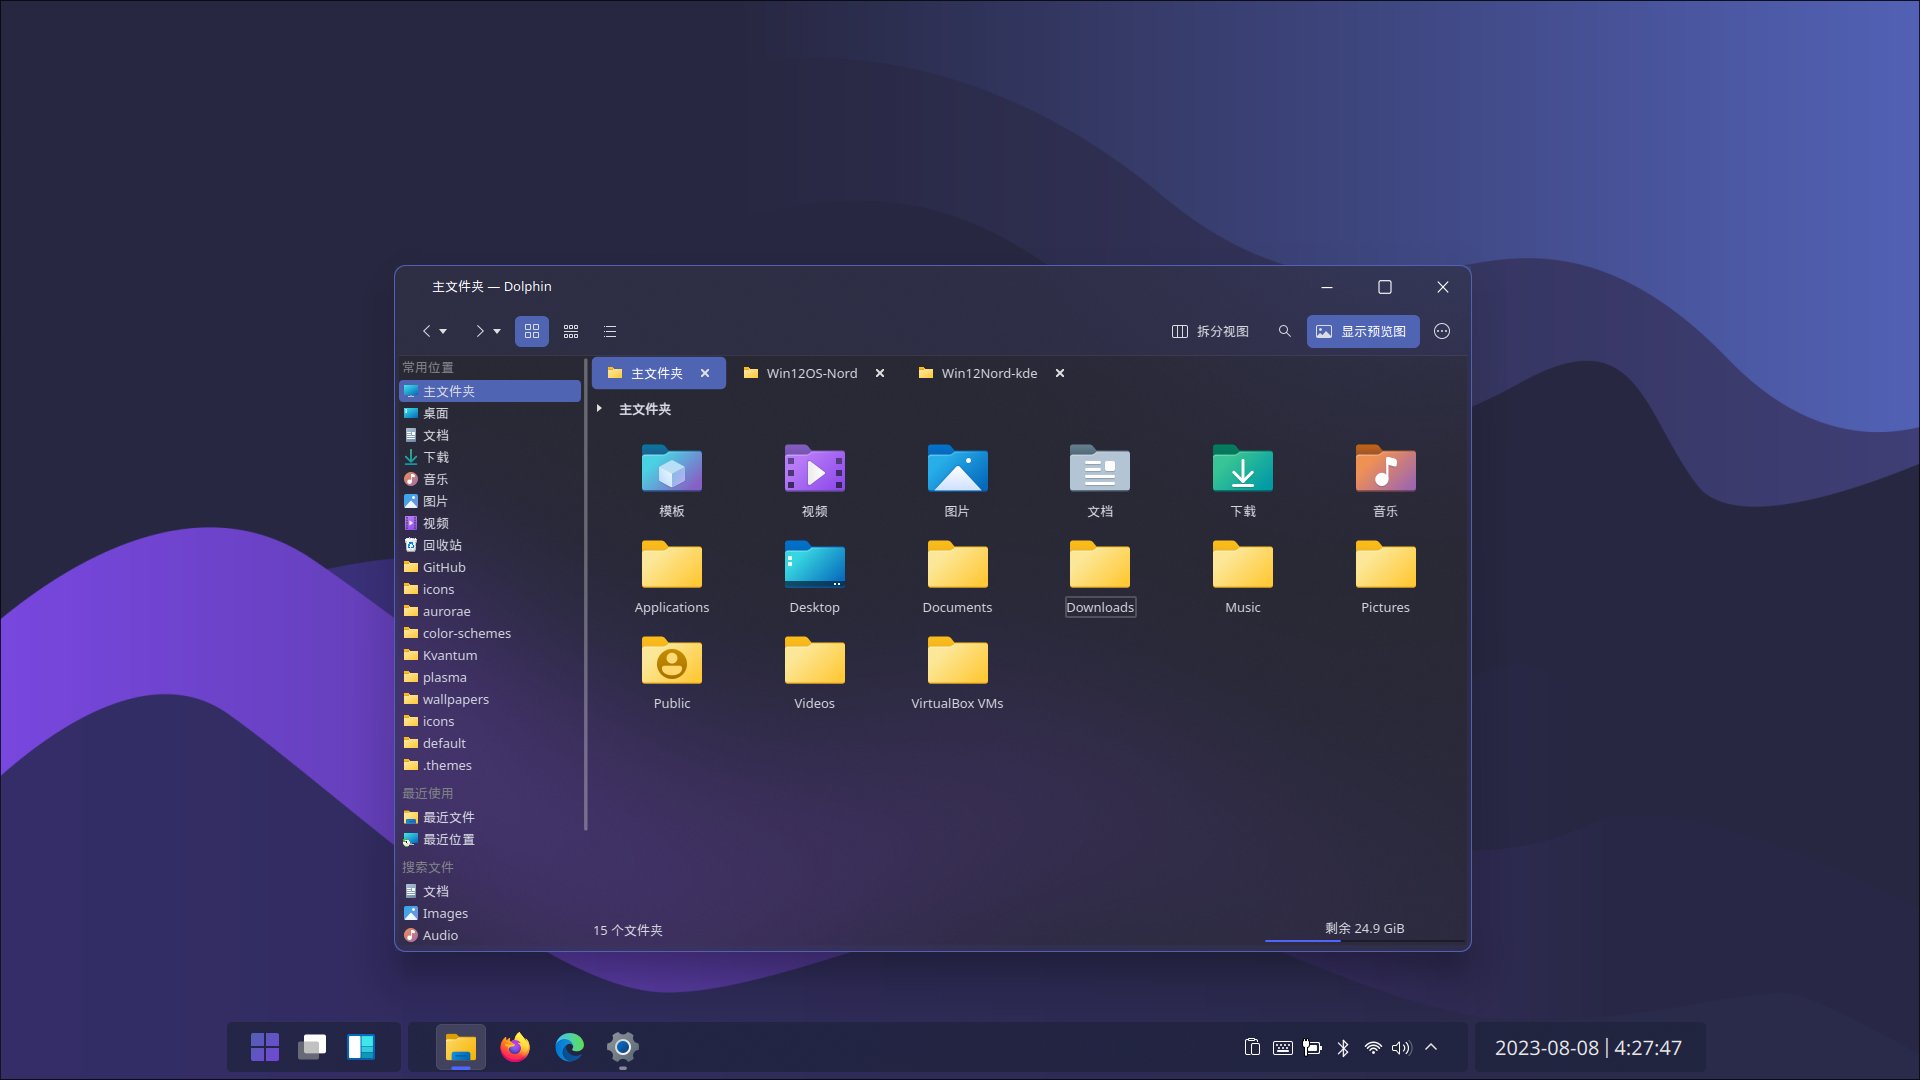 主文件夹 — Dolphin
拆分视图
显示预览图
常用位置
主文件夹
桌面
文档
下载
音乐
图片
视频
回收站
GitHub
icons
aurorae
color-schemes
Kvantum
plasma
wallpapers
icons
default
.themes
最近使用
最近文件
最近位置
搜索文件
文档
Images
Audio
主文件夹 Win12OS-Nord Win12Nord-kde
主文件夹
模板 视频 图片 文档 下载 音乐
Applications Desktop Documents Downloads Music Pictures
Public Videos VirtualBox VMs
15 个文件夹
剩余 24.9 GiB
2023-08-08 | 4:27:47